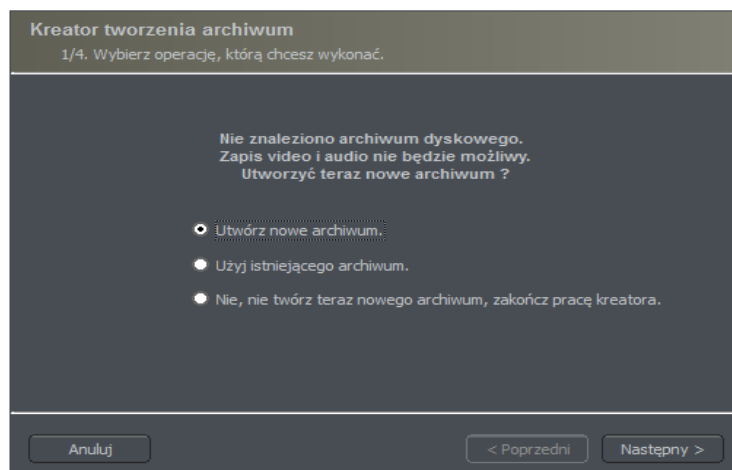 Kreator tworzenia archiwum
1/4. Wybierz operację, którą chcesz wykonać.
Nie znaleziono archiwum dyskowego.
Zapis video i audio nie będzie możliwy.
Utworzyć teraz nowe archiwum ?
Utwórz nowe archiwum.
Użyj istniejącego archiwum.
Nie, nie twórz teraz nowego archiwum, zakończ pracę kreatora.
Anuluj
< Poprzedni
Następny >